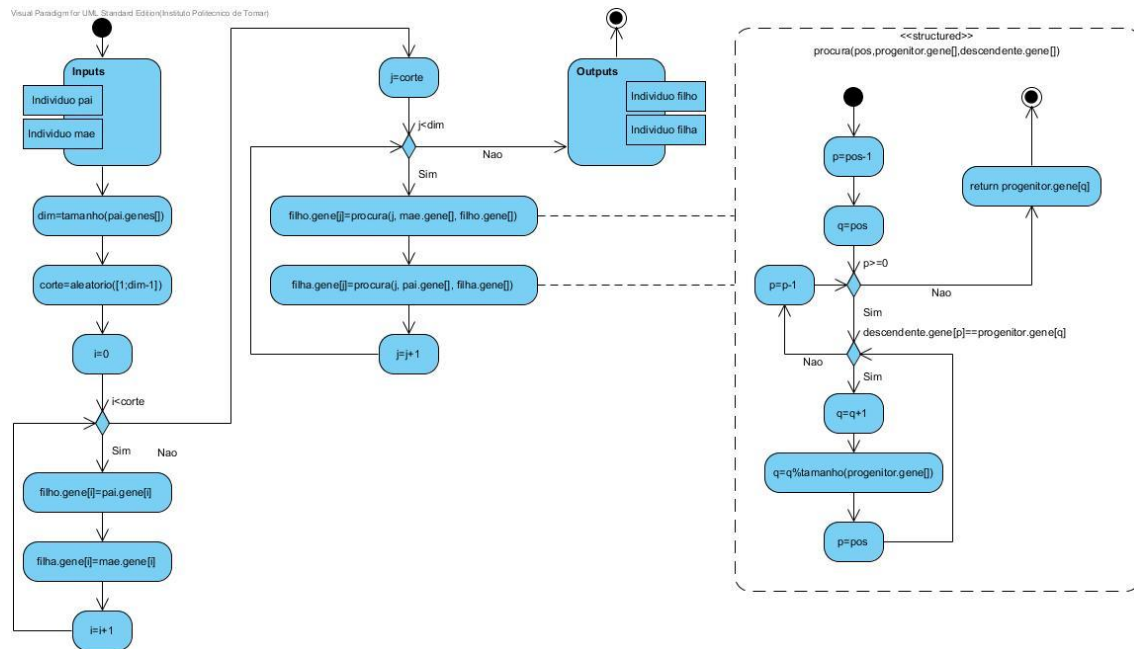 Visual Paradigm for UML Standard Edition(Instituto Politecnico de Tomar)
Inputs
Individuo pai
Individuo mae
dim=tamanho(pai.genes[])
corte=aleatorio([1;dim-1])
i=0
i<corte
Sim
Nao
filho.gene[i]=pai.gene[i]
filha.gene[i]=mae.gene[i]
i=i+1
j=corte
j<dim
Nao
Sim
filho.gene[j]=procura(j, mae.gene[], filho.gene[])
filha.gene[j]=procura(j, pai.gene[], filha.gene[])
j=j+1
Outputs
Individuo filho
Individuo filha
<<structured>>
procura(pos,progenitor.gene[],descendente.gene[])
p=pos-1
q=pos
p>=0
p=p-1
Nao
return progenitor.gene[q]
Sim
descendente.gene[p]==progenitor.gene[q]
Nao
Sim
q=q+1
q=q%tamanho(progenitor.gene[])
p=pos